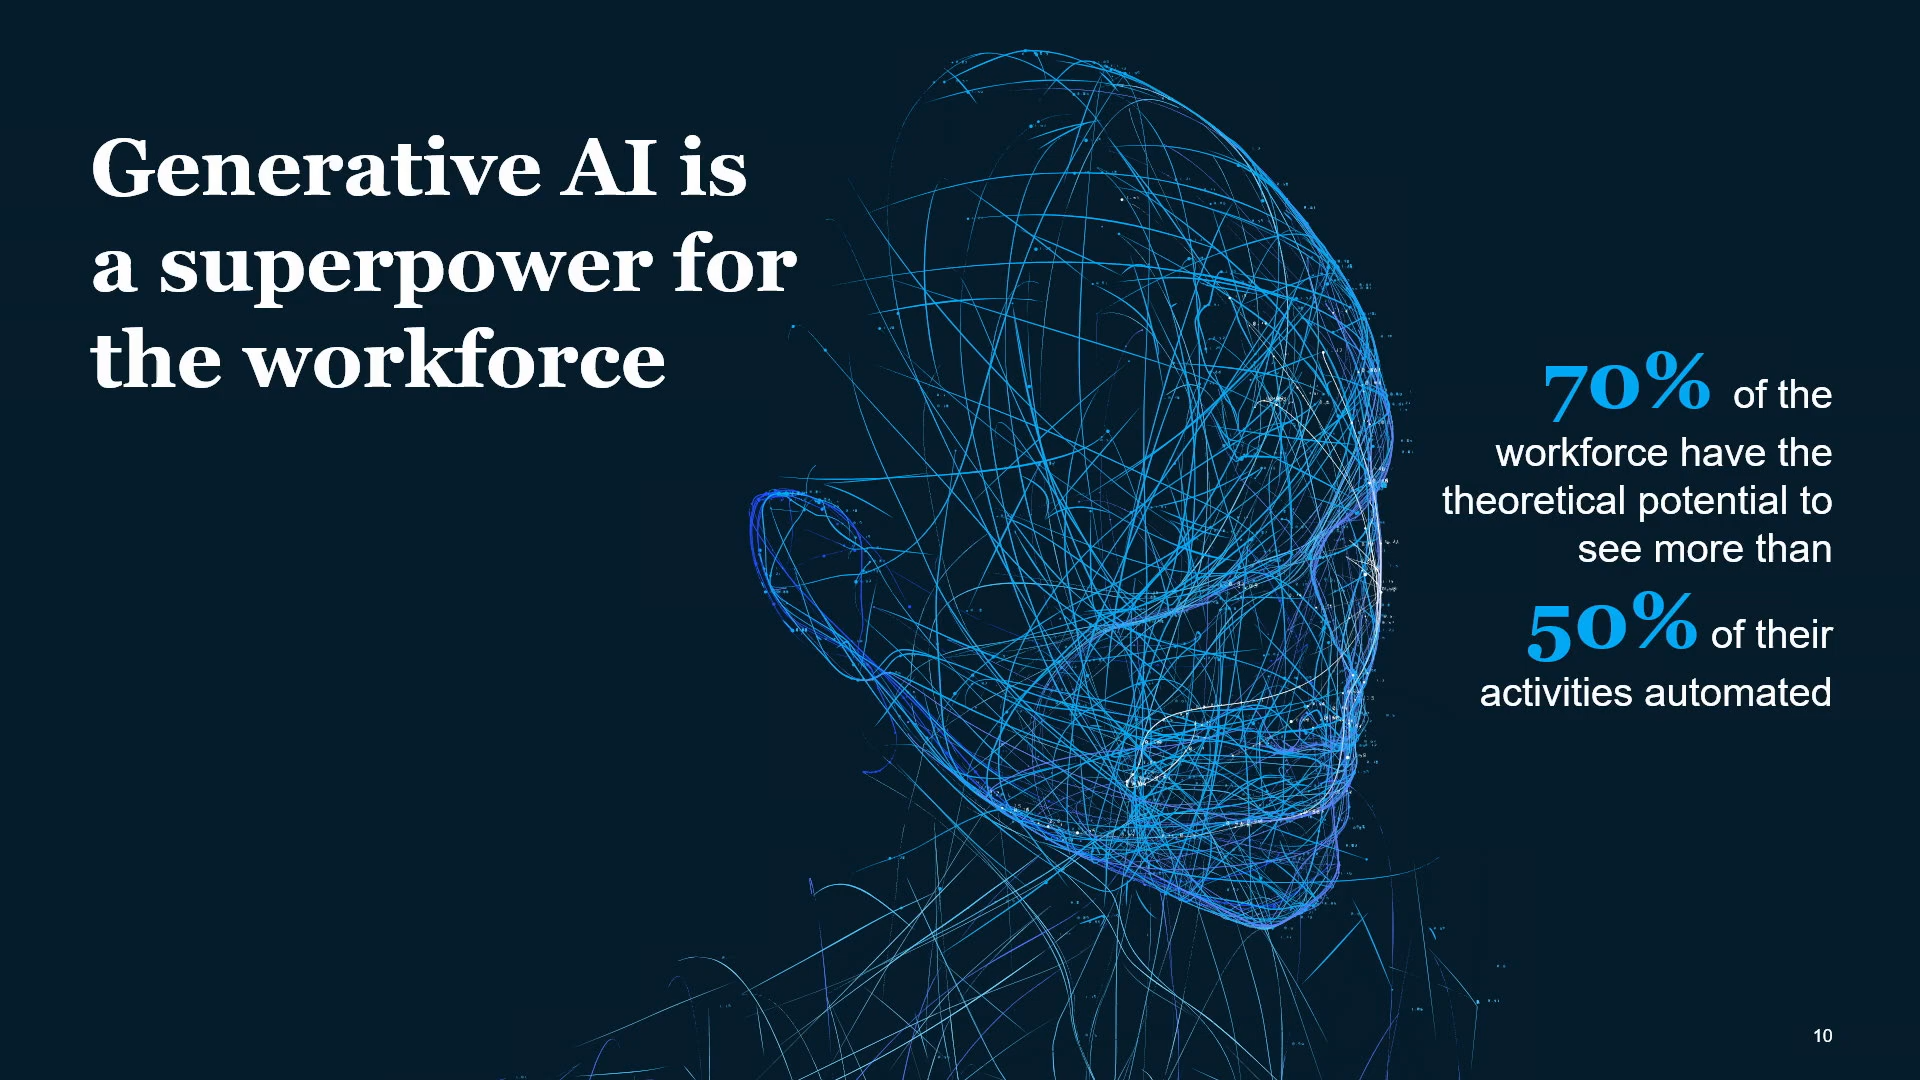 Generative AI is
a superpower for
the workforce
70% of the
workforce have the
theoretical potential to
see more than
50% of their
activities automated
10